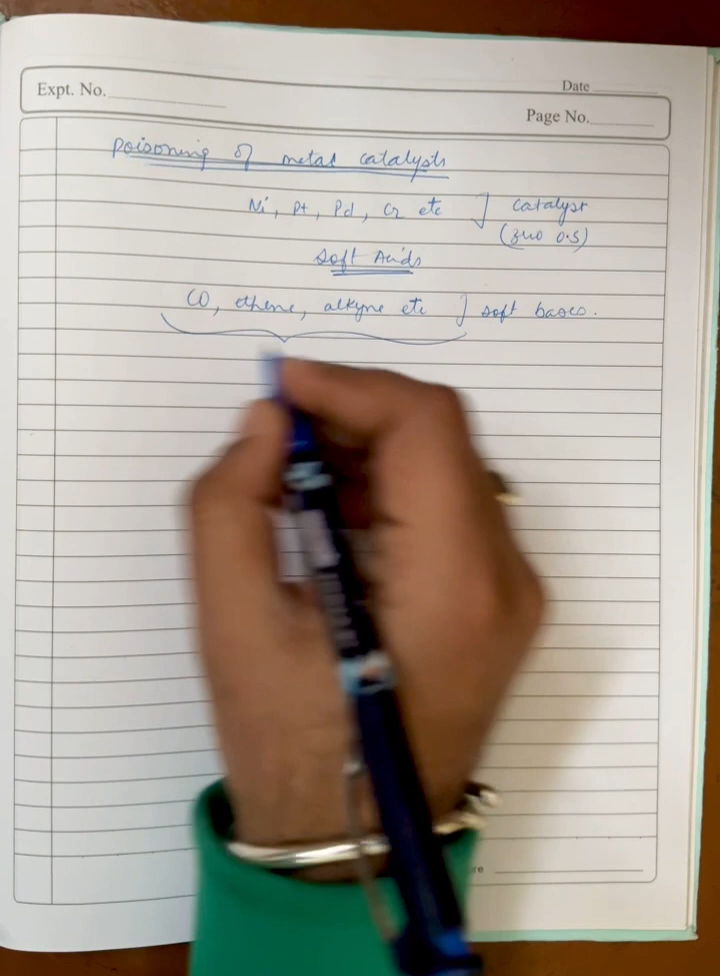 Expt. No.
Date
Page No.
Poisoning of metal catalysts
Ni, Pt, Pd, Cr etc ] catalyst
(zero o.s)
Soft Acids
CO, ethene, alkyne etc ] soft bases.